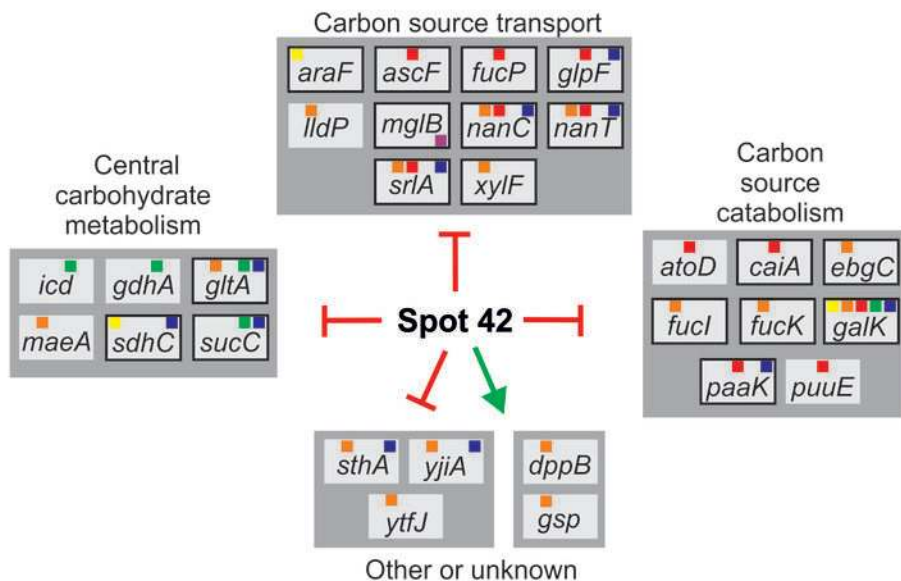 Carbon source transport
araF ascF fucP glpF
lldP mglB nanC nanT
srlA xylF
Central
carbohydrate
metabolism
icd gdhA gltA
maeA sdhC sucC
Spot 42
Carbon
source
catabolism
atoD caiA ebgC
fucI fucK galK
paaK puuE
sthA yjiA dppB
ytfJ gsp
Other or unknown